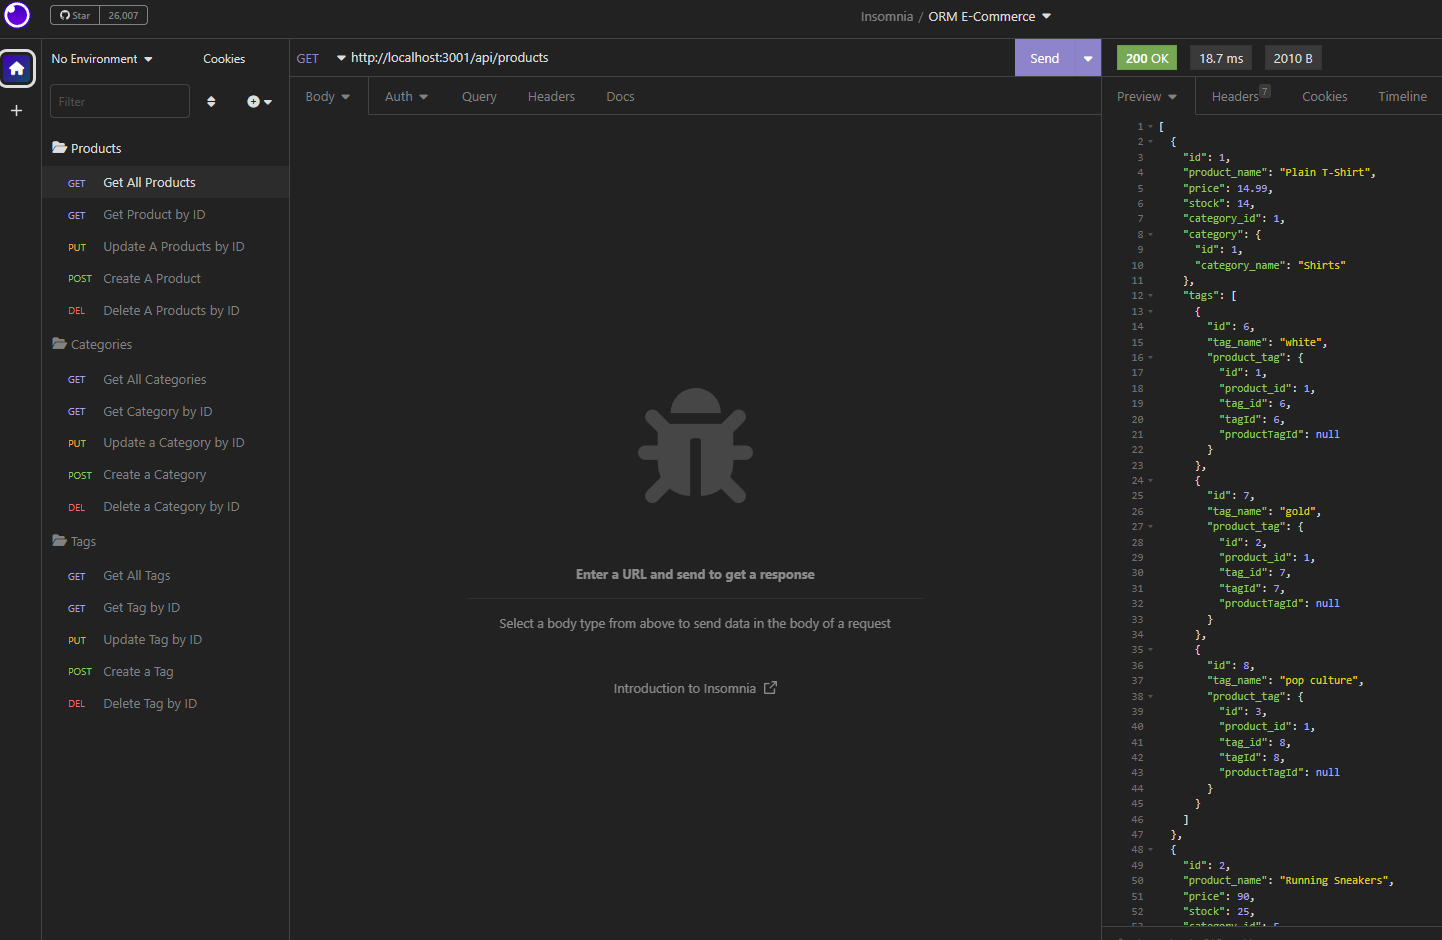 Star 26,007
Insomnia / ORM E-Commerce
No Environment
Cookies
Filter
Products
GET Get All Products
GET Get Product by ID
PUT Update A Products by ID
POST Create A Product
DEL Delete A Products by ID
Categories
GET Get All Categories
GET Get Category by ID
PUT Update a Category by ID
POST Create a Category
DEL Delete a Category by ID
Tags
GET Get All Tags
GET Get Tag by ID
PUT Update Tag by ID
POST Create a Tag
DEL Delete Tag by ID
GET http://localhost:3001/api/products Send
Body Auth Query Headers Docs
Enter a URL and send to get a response
Select a body type from above to send data in the body of a request
Introduction to Insomnia
200 OK 18.7 ms 2010 B
Preview Headers 7 Cookies Timeline
1 [
2 {
3 "id": 1,
4 "product_name": "Plain T-Shirt",
5 "price": 14.99,
6 "stock": 14,
7 "category_id": 1,
8 "category": {
9 "id": 1,
10 "category_name": "Shirts"
11 },
12 "tags": [
13 {
14 "id": 6,
15 "tag_name": "white",
16 "product_tag": {
17 "id": 1,
18 "product_id": 1,
19 "tag_id": 6,
20 "tagId": 6,
21 "productTagId": null
22 }
23 },
24 {
25 "id": 7,
26 "tag_name": "gold",
27 "product_tag": {
28 "id": 2,
29 "product_id": 1,
30 "tag_id": 7,
31 "tagId": 7,
32 "productTagId": null
33 }
34 },
35 {
36 "id": 8,
37 "tag_name": "pop culture",
38 "product_tag": {
39 "id": 3,
40 "product_id": 1,
41 "tag_id": 8,
42 "tagId": 8,
43 "productTagId": null
44 }
45 }
46 ]
47 },
48 {
49 "id": 2,
50 "product_name": "Running Sneakers",
51 "price": 90,
52 "stock": 25,